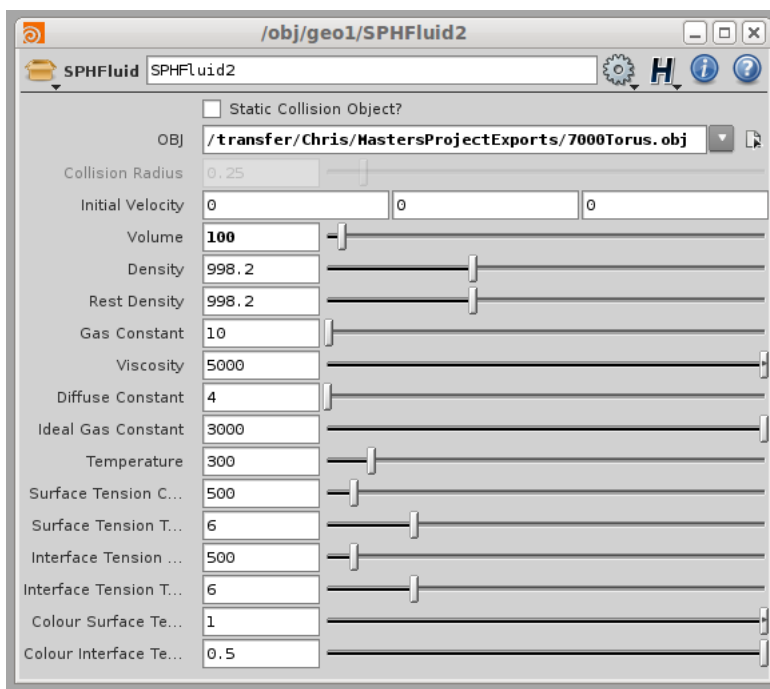 /obj/geo1/SPHFluid2
SPHFluid SPHFluid2
Static Collision Object?
OBJ /transfer/Chris/MastersProjectExports/7000Torus.obj
Collision Radius 0.25
Initial Velocity 0 0 0
Volume 100
Density 998.2
Rest Density 998.2
Gas Constant 10
Viscosity 5000
Diffuse Constant 4
Ideal Gas Constant 3000
Temperature 300
Surface Tension C... 500
Surface Tension T... 6
Interface Tension ... 500
Interface Tension T... 6
Colour Surface Te... 1
Colour Interface Te... 0.5